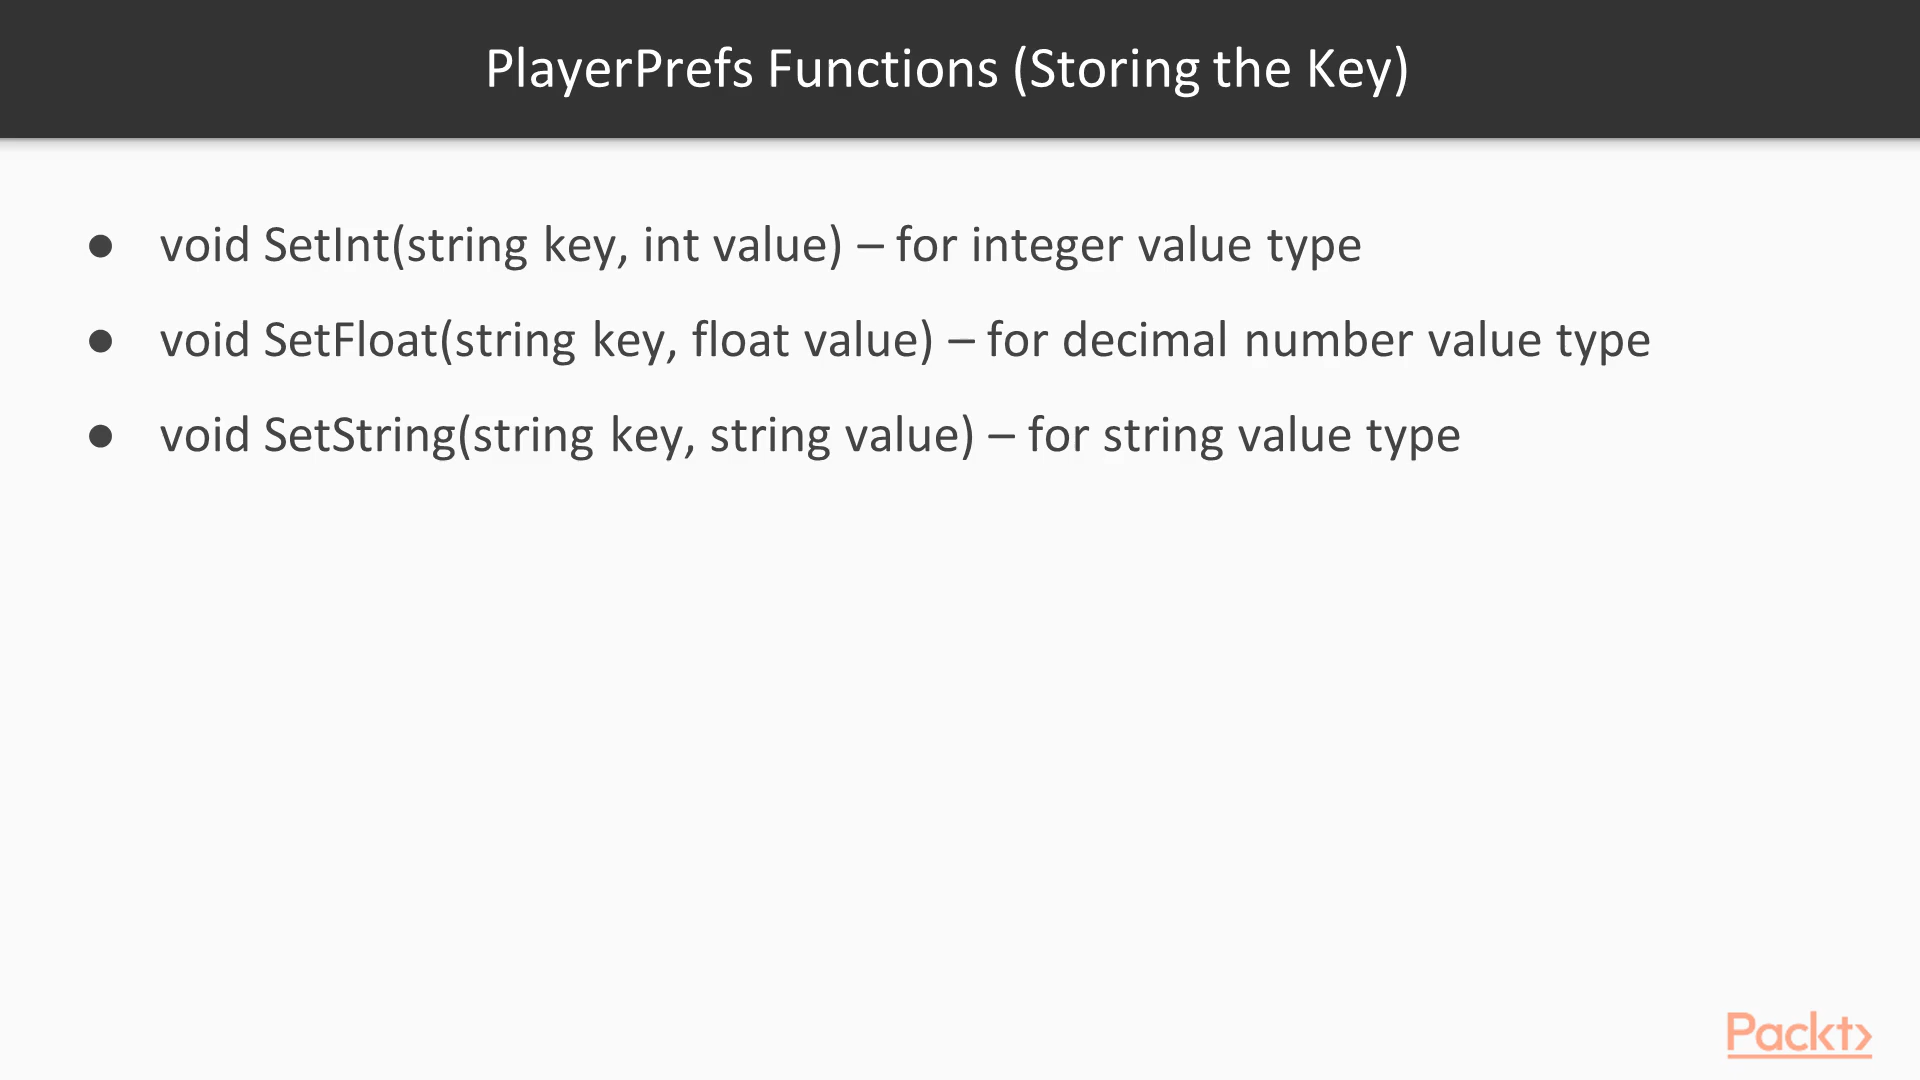 PlayerPrefs Functions (Storing the Key)
● void SetInt(string key, int value) – for integer value type
● void SetFloat(string key, float value) – for decimal number value type
● void SetString(string key, string value) – for string value type
Packt>